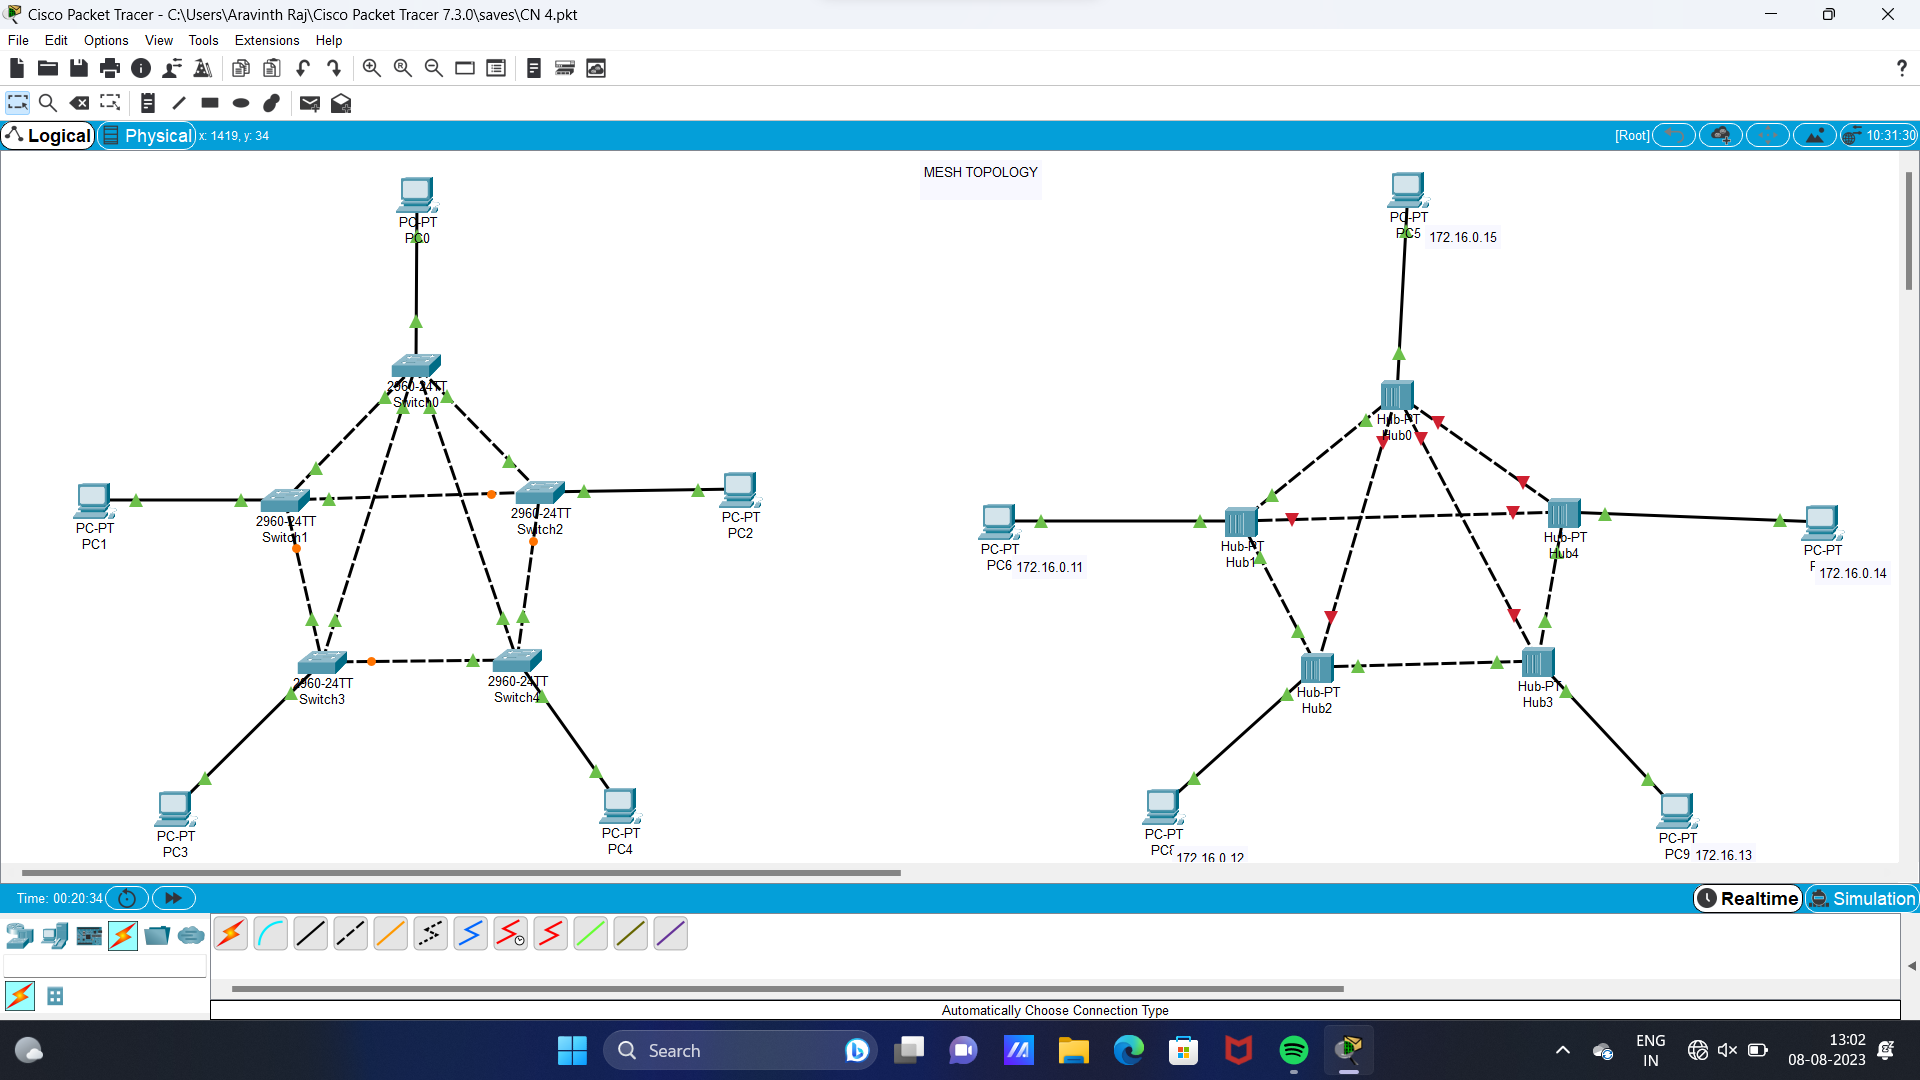 Cisco Packet Tracer - C:\Users\Aravinth Raj\Cisco Packet Tracer 7.3.0\saves\CN 4.pkt
File Edit Options View Tools Extensions Help
Logical Physical x: 1419, y: 34 [Root] 10:31:30
MESH TOPOLOGY
PC-PT
PC0
PC-PT
PC5 172.16.0.15
2960-24TT
Switch0
Hub-PT
Hub0
PC-PT
PC1
2960-24TT
Switch1
2960-24TT
Switch2
PC-PT
PC2
PC-PT
PC6 172.16.0.11
Hub-PT
Hub1
Hub-PT
Hub4
PC-PT
172.16.0.14
2960-24TT
Switch3
2960-24TT
Switch4
Hub-PT
Hub2
Hub-PT
Hub3
PC-PT
PC3
PC-PT
PC4
PC-PT
172.16.0.12
PC-PT
PC9 172.16.13
Time: 00:20:34 Realtime Simulation
Automatically Choose Connection Type
Search
ENG
IN
13:02
08-08-2023